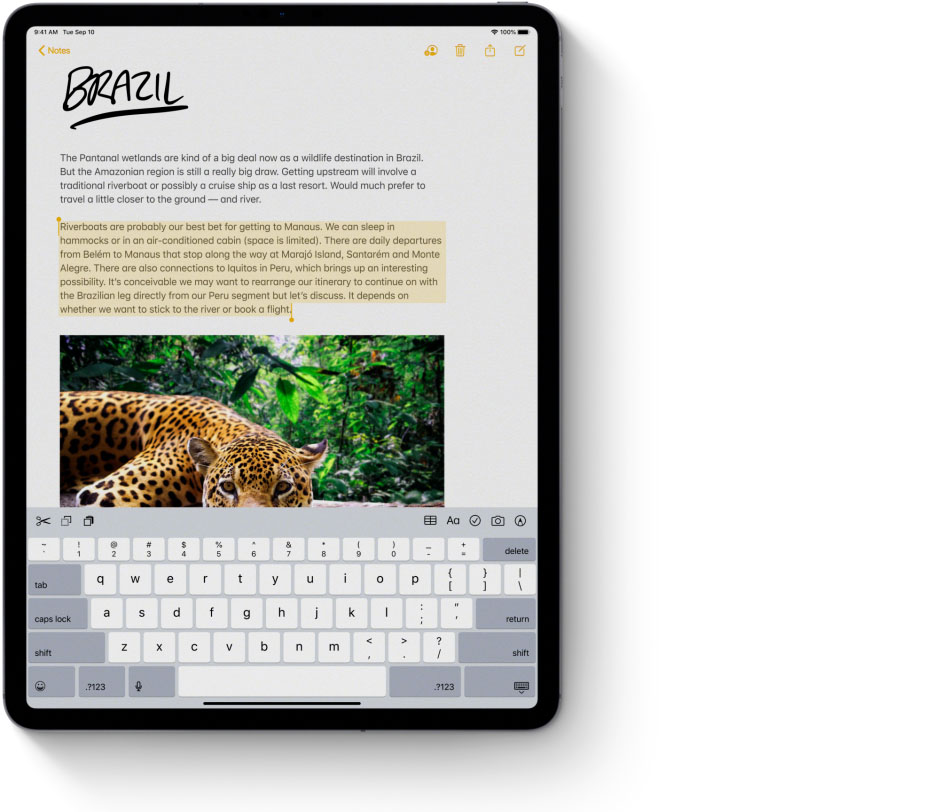 9:41 AM Tue Sep 10 100%
Notes
BRAZIL
The Pantanal wetlands are kind of a big deal now as a wildlife destination in Brazil.
But the Amazonian region is still a really big draw. Getting upstream will involve a
traditional riverboat or possibly a cruise ship as a last resort. Would much prefer to
travel a little closer to the ground — and river.
Riverboats are probably our best bet for getting to Manaus. We can sleep in
hammocks or in an air-conditioned cabin (space is limited). There are daily departures
from Belém to Manaus that stop along the way at Marajó Island, Santarém and Monte
Alegre. There are also connections to Iquitos in Peru, which brings up an interesting
possibility. It’s conceivable we may want to rearrange our itinerary to continue on with
the Brazilian leg directly from our Peru segment but let’s discuss. It depends on
whether we want to stick to the river or book a flight.
Aa
~ ! @ # $ % ^ & * ( ) _ +
` 1 2 3 4 5 6 7 8 9 0 - = delete
tab q w e r t y u i o p { [ } ] | \
caps lock a s d f g h j k l : ; " ' return
shift z x c v b n m < , > . ? / shift
.?123 .?123